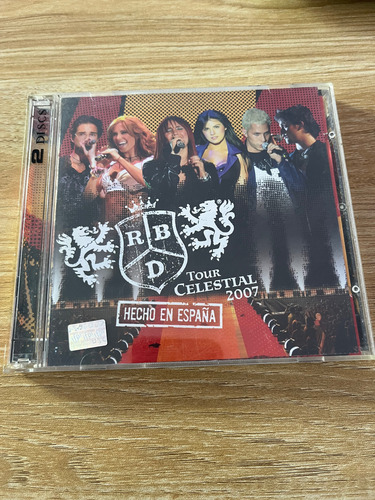 2 DISCS
R B
D
TOUR
CELESTIAL
2007
HECHO EN ESPAÑA